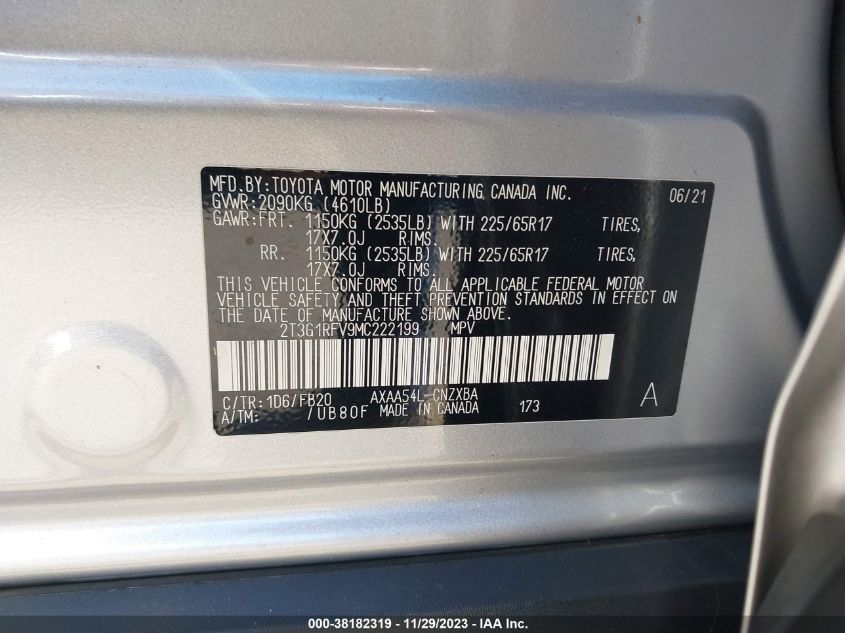 MFD.BY:TOYOTA MOTOR MANUFACTURING CANADA INC. 06/21
GVWR:2090KG (4610LB)
GAWR:FRT. 1150KG (2535LB) WITH 225/65R17 TIRES,
17X7.0J RIMS.
RR. 1150KG (2535LB) WITH 225/65R17 TIRES,
17X7.0J RIMS.
THIS VEHICLE CONFORMS TO ALL APPLICABLE FEDERAL MOTOR
VEHICLE SAFETY AND THEFT PREVENTION STANDARDS IN EFFECT ON
THE DATE OF MANUFACTURE SHOWN ABOVE.
2T3G1RFV9MC222199 MPV
C/TR:1D6/FB20 AXAA54L-CNZXBA A
A/TM: /UB80F MADE IN CANADA 173
000-38182319 - 11/29/2023 - IAAI.com